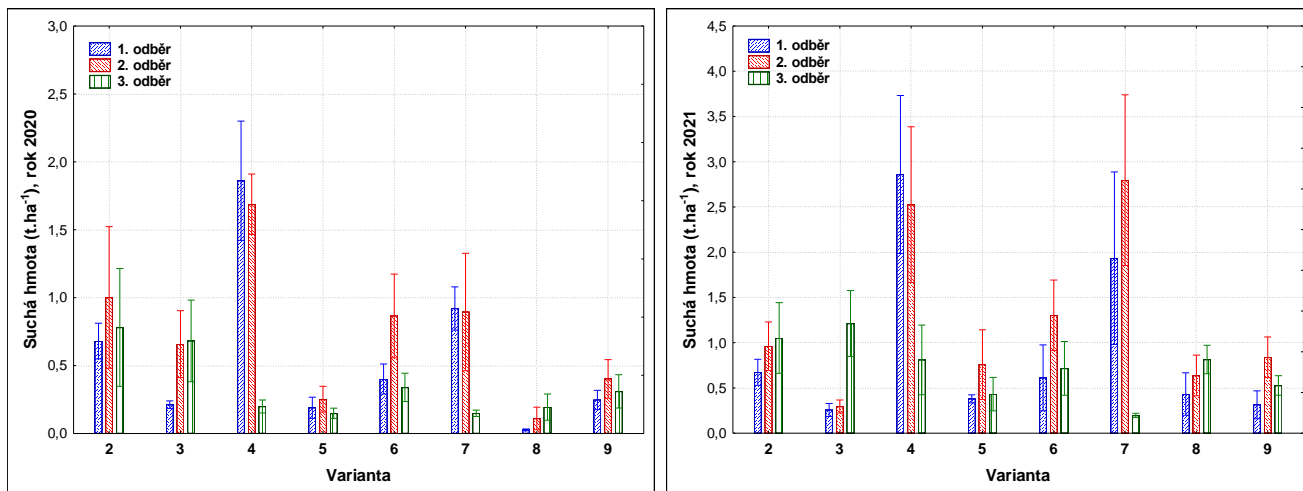 3,0
2,5
2,0
1,5
1,0
0,5
0,0
Suchá hmota (t.ha⁻¹), rok 2020
1. odběr
2. odběr
3. odběr
2 3 4 5 6 7 8 9
Varianta
4,5
4,0
3,5
3,0
2,5
2,0
1,5
1,0
0,5
0,0
Suchá hmota (t.ha⁻¹), rok 2021
1. odběr
2. odběr
3. odběr
2 3 4 5 6 7 8 9
Varianta